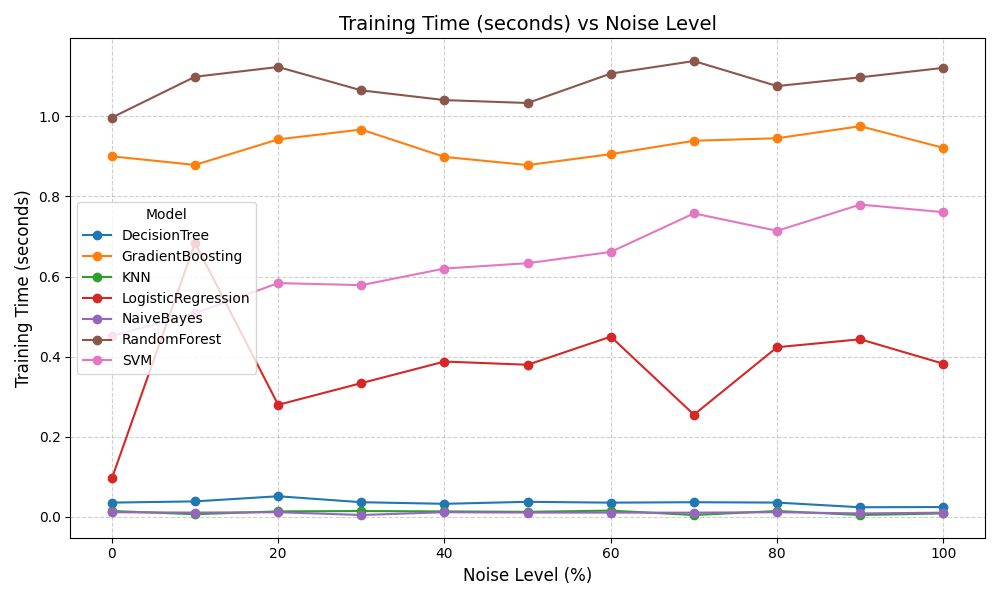 Training Time (seconds) vs Noise Level
Training Time (seconds)
1.0
0.8
0.6
0.4
0.2
0.0
Model
DecisionTree
GradientBoosting
KNN
LogisticRegression
NaiveBayes
RandomForest
SVM
0
20
40
60
80
100
Noise Level (%)